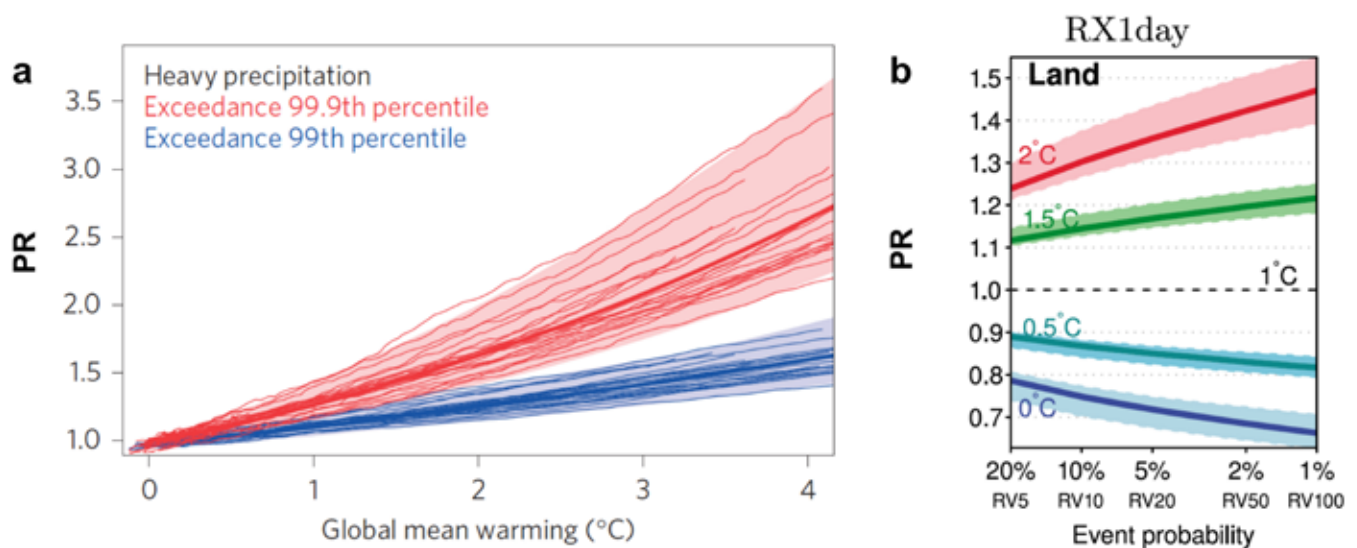 a
Heavy precipitation
Exceedance 99.9th percentile
Exceedance 99th percentile
PR
3.5
3.0
2.5
2.0
1.5
1.0
0 1 2 3 4
Global mean warming (°C)
RX1day
b
Land
PR
1.5
1.4
1.3
1.2
1.1
1.0
0.9
0.8
0.7
2°C
1.5°C
1°C
0.5°C
0°C
20% 10% 5% 2% 1%
RV5 RV10 RV20 RV50 RV100
Event probability